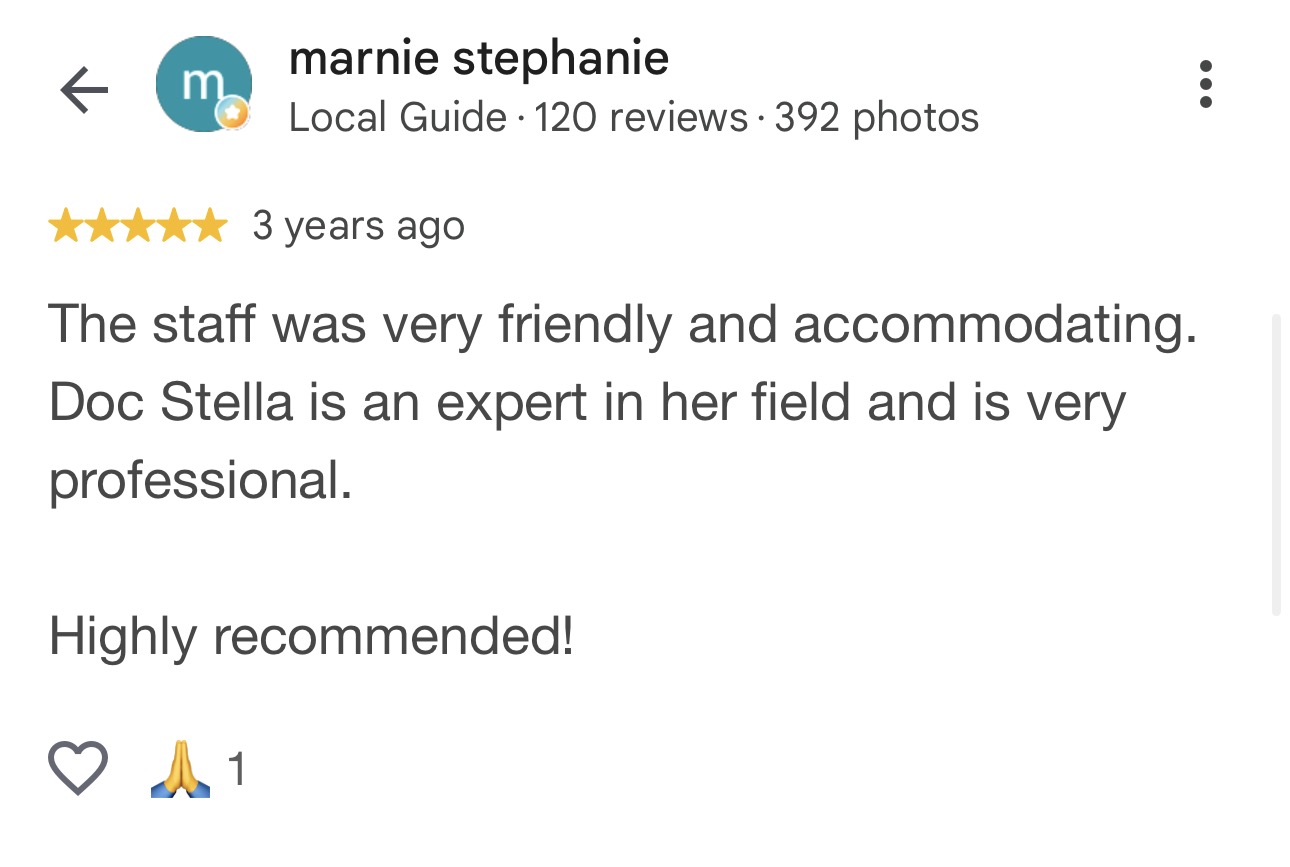 m
marnie stephanie
Local Guide · 120 reviews · 392 photos
3 years ago
The staff was very friendly and accommodating.
Doc Stella is an expert in her field and is very
professional.
Highly recommended!
🙏 1